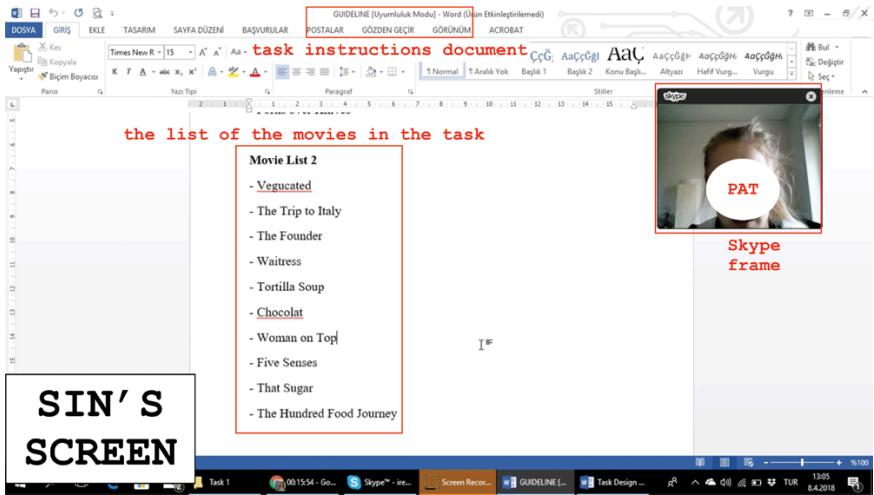 GUIDELINE [Uyumluluk Modu] - Word (Ürün Etkinleştirilemedi)
DOSYA GİRİŞ EKLE TASARIM SAYFA DÜZENİ BAŞVURULAR POSTALAR GÖZDEN GEÇİR GÖRÜNÜM ACROBAT
task instructions document
Yapıştır
Kes
Kopyala
Biçim Boyacısı
Times New R 15
K T A abc x₂ x²
¶ Normal
¶ Aralık Yok
Başlık 1
Başlık 2
Konu Başlı...
Altyazı
Hafif Vurg...
Vurgu
Bul
Değiştir
Seç
Pano
Yazı Tipi
Paragraf
Stiller
the list of the movies in the task
Movie List 2
- Vegucated
- The Trip to Italy
- The Founder
- Waitress
- Tortilla Soup
- Chocolat
- Woman on Top
- Five Senses
- That Sugar
- The Hundred Food Journey
skype
PAT
Skype
frame
SIN'S
SCREEN
%100
Task 1
00:15:54 - Go...
Skype™ - ire...
Screen Recor...
GUIDELINE [...
Task Design ...
TUR
13:05
8.4.2018